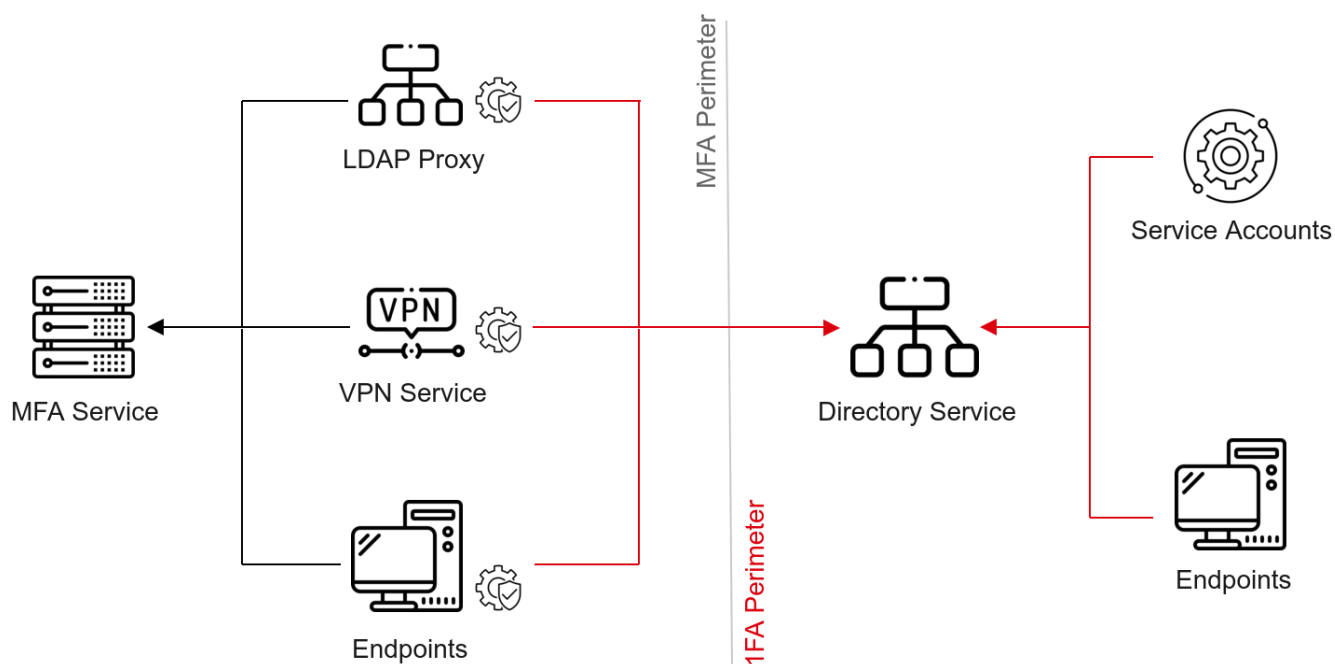 LDAP Proxy
MFA Perimeter
Service Accounts
VPN
VPN Service
MFA Service
Directory Service
1FA Perimeter
Endpoints
Endpoints